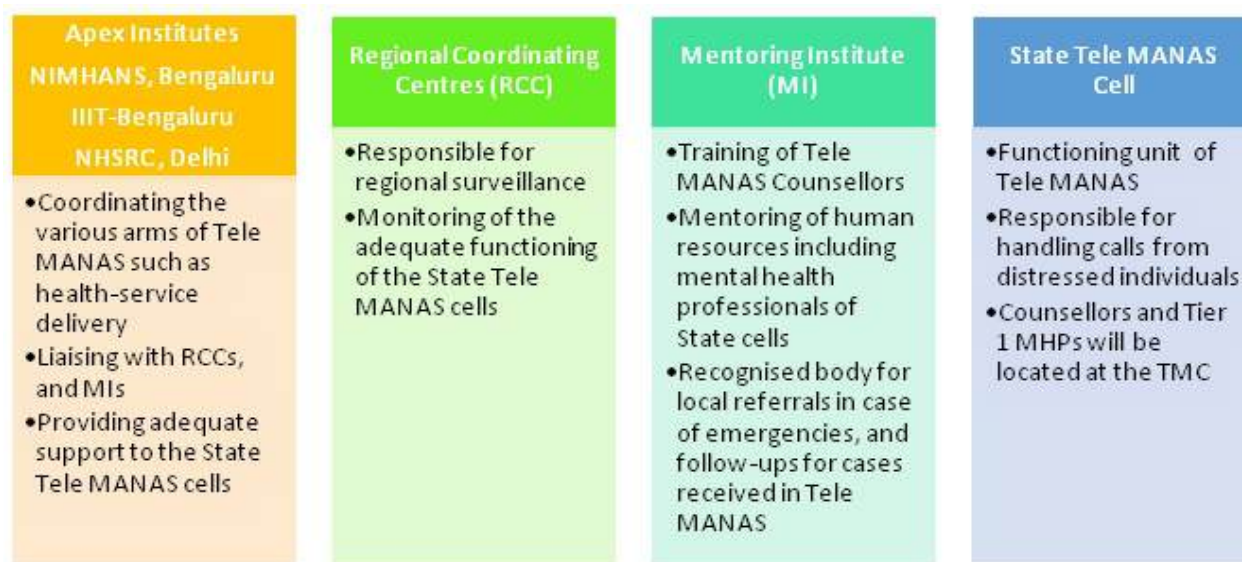 Apex Institutes
NIMHANS, Bengaluru
IIIT-Bengaluru
NHSRC, Delhi
•Coordinating the
various arms of Tele
MANAS such as
health-service
delivery
•Liaising with RCCs,
and MIs
•Providing adequate
support to the State
Tele MANAS cells
Regional Coordinating
Centres (RCC)
•Responsible for
regional surveillance
•Monitoring of the
adequate functioning
of the State Tele
MANAS cells
Mentoring Institute
(MI)
•Training of Tele
MANAS Counsellors
•Mentoring of human
resources including
mental health
professionals of
State cells
•Recognised body for
local referrals in case
of emergencies, and
follow-ups for cases
received in Tele
MANAS
State Tele MANAS
Cell
•Functioning unit of
Tele MANAS
•Responsible for
handling calls from
distressed individuals
•Counsellors and Tier
1 MHPs will be
located at the TMC